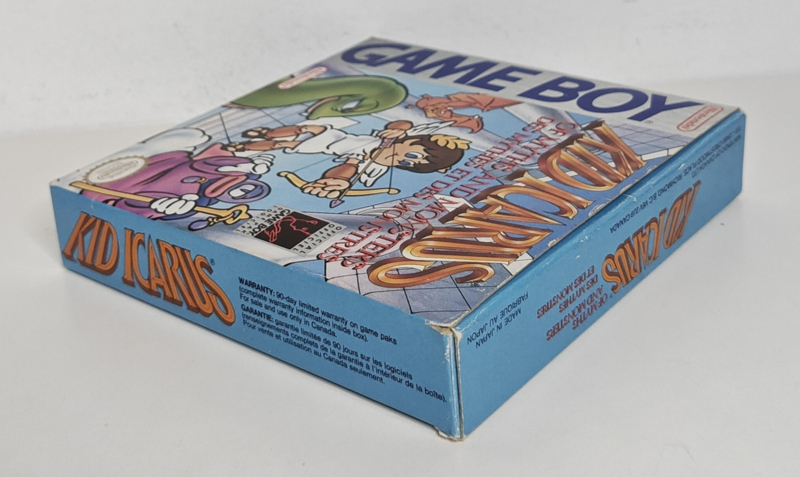 GAME BOY
Nintendo
KID ICARUS
OF MYTHS AND MONSTERS
DES MYTHES ET DES MONSTRES
OFFICIAL
KID ICARUS®
WARRANTY: 90-day limited warranty on game paks
(complete warranty information inside box).
For sale and use only in Canada.
GARANTIE: garantie limitée de 90 jours sur les logiciels
(renseignements complets de la garantie à l'intérieur de la boîte).
Pour vente et utilisation au Canada seulement.
MADE IN JAPAN
FABRIQUE AU JAPON
KID ICARUS
OF MYTHS
AND MONSTERS
DES MYTHES
ET DES MONSTRES